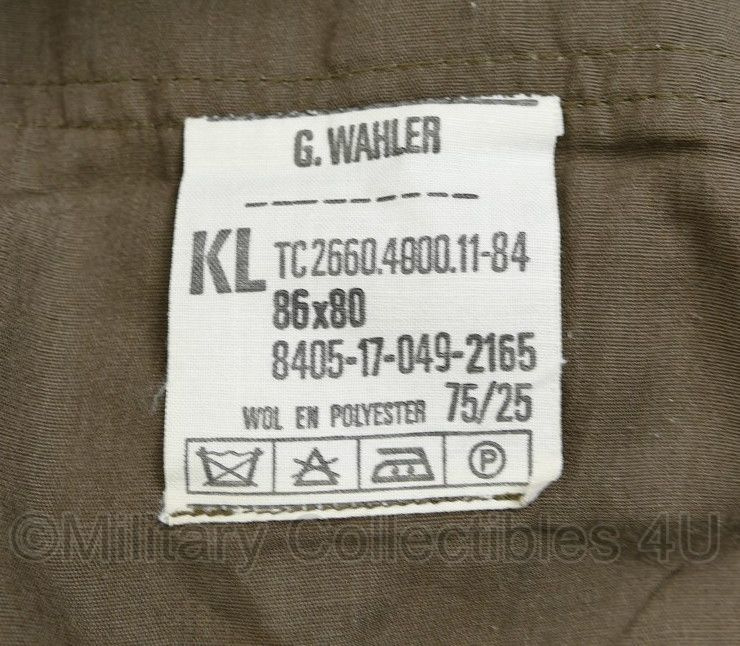 G. WAHLER
KL TC2660.4800.11-84
86x80
8405-17-049-2165
WOL EN POLYESTER 75/25
P
©Military Collectibles 4U